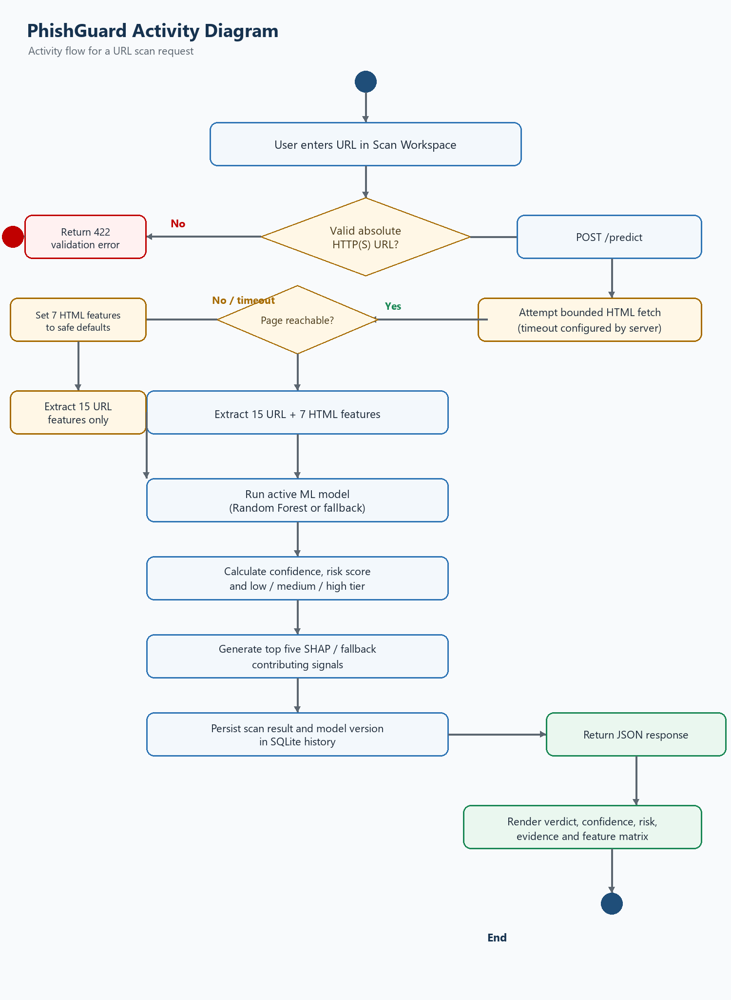 PhishGuard Activity Diagram
Activity flow for a URL scan request
User enters URL in Scan Workspace
No
Return 422
validation error
Valid absolute
HTTP(S) URL?
POST /predict
No / timeout
Yes
Set 7 HTML features
to safe defaults
Page reachable?
Attempt bounded HTML fetch
(timeout configured by server)
Extract 15 URL
features only
Extract 15 URL + 7 HTML features
Run active ML model
(Random Forest or fallback)
Calculate confidence, risk score
and low / medium / high tier
Generate top five SHAP / fallback
contributing signals
Persist scan result and model version
in SQLite history
Return JSON response
Render verdict, confidence, risk,
evidence and feature matrix
End